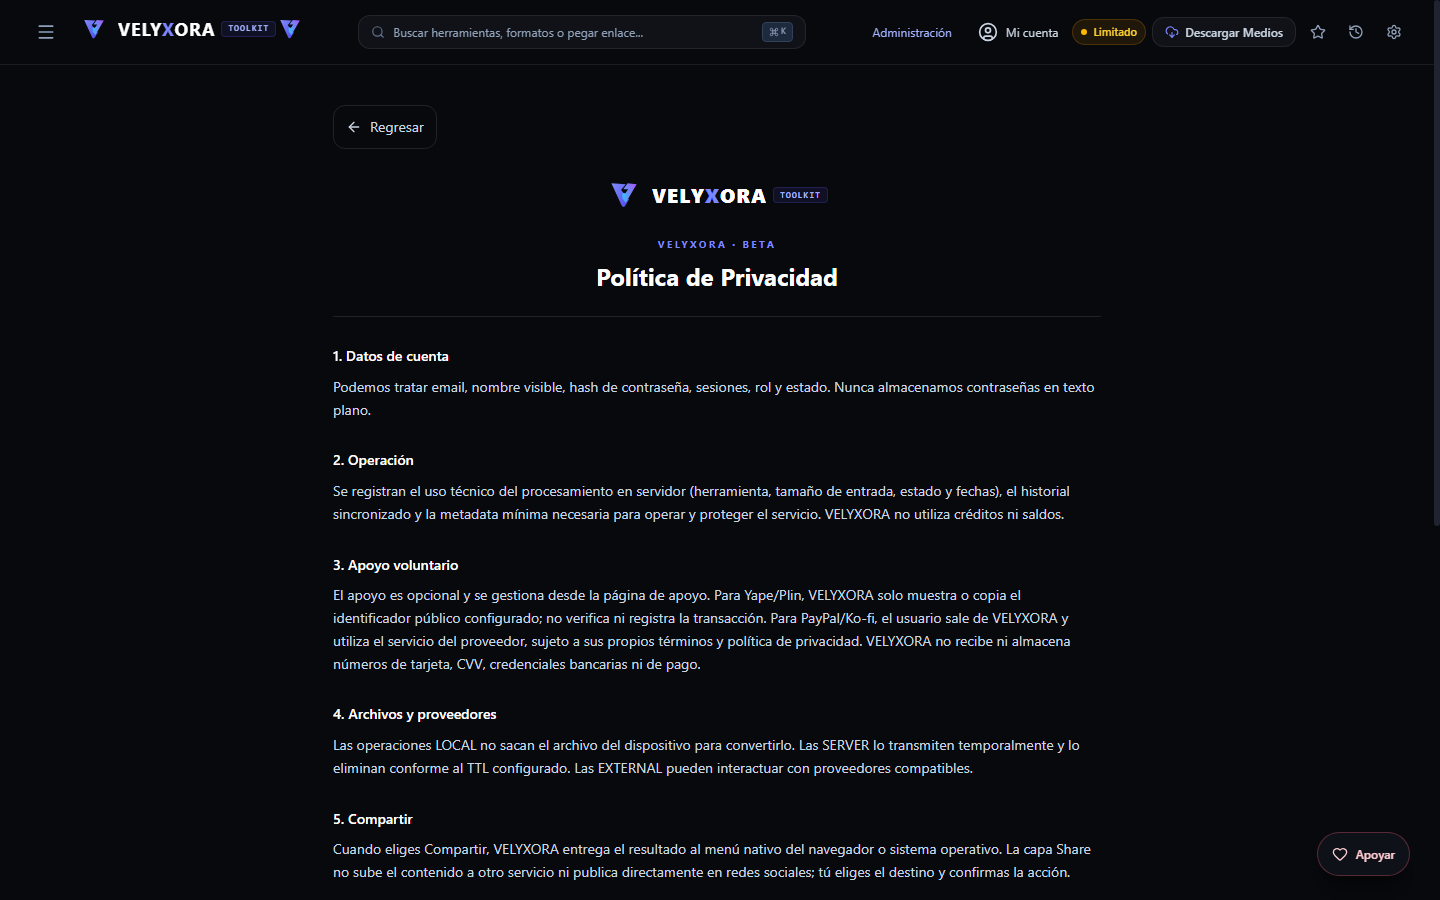 VELYXORA TOOLKIT
Buscar herramientas, formatos o pegar enlace...
⌘K
Administración
Mi cuenta
Limitado
Descargar Medios
Regresar
VELYXORA TOOLKIT
VELYXORA · BETA
Política de Privacidad
1. Datos de cuenta
Podemos tratar email, nombre visible, hash de contraseña, sesiones, rol y estado. Nunca almacenamos contraseñas en texto
plano.
2. Operación
Se registran el uso técnico del procesamiento en servidor (herramienta, tamaño de entrada, estado y fechas), el historial
sincronizado y la metadata mínima necesaria para operar y proteger el servicio. VELYXORA no utiliza créditos ni saldos.
3. Apoyo voluntario
El apoyo es opcional y se gestiona desde la página de apoyo. Para Yape/Plin, VELYXORA solo muestra o copia el
identificador público configurado; no verifica ni registra la transacción. Para PayPal/Ko-fi, el usuario sale de VELYXORA y
utiliza el servicio del proveedor, sujeto a sus propios términos y política de privacidad. VELYXORA no recibe ni almacena
números de tarjeta, CVV, credenciales bancarias ni de pago.
4. Archivos y proveedores
Las operaciones LOCAL no sacan el archivo del dispositivo para convertirlo. Las SERVER lo transmiten temporalmente y lo
eliminan conforme al TTL configurado. Las EXTERNAL pueden interactuar con proveedores compatibles.
5. Compartir
Cuando eliges Compartir, VELYXORA entrega el resultado al menú nativo del navegador o sistema operativo. La capa Share
no sube el contenido a otro servicio ni publica directamente en redes sociales; tú eliges el destino y confirmas la acción.
Apoyar